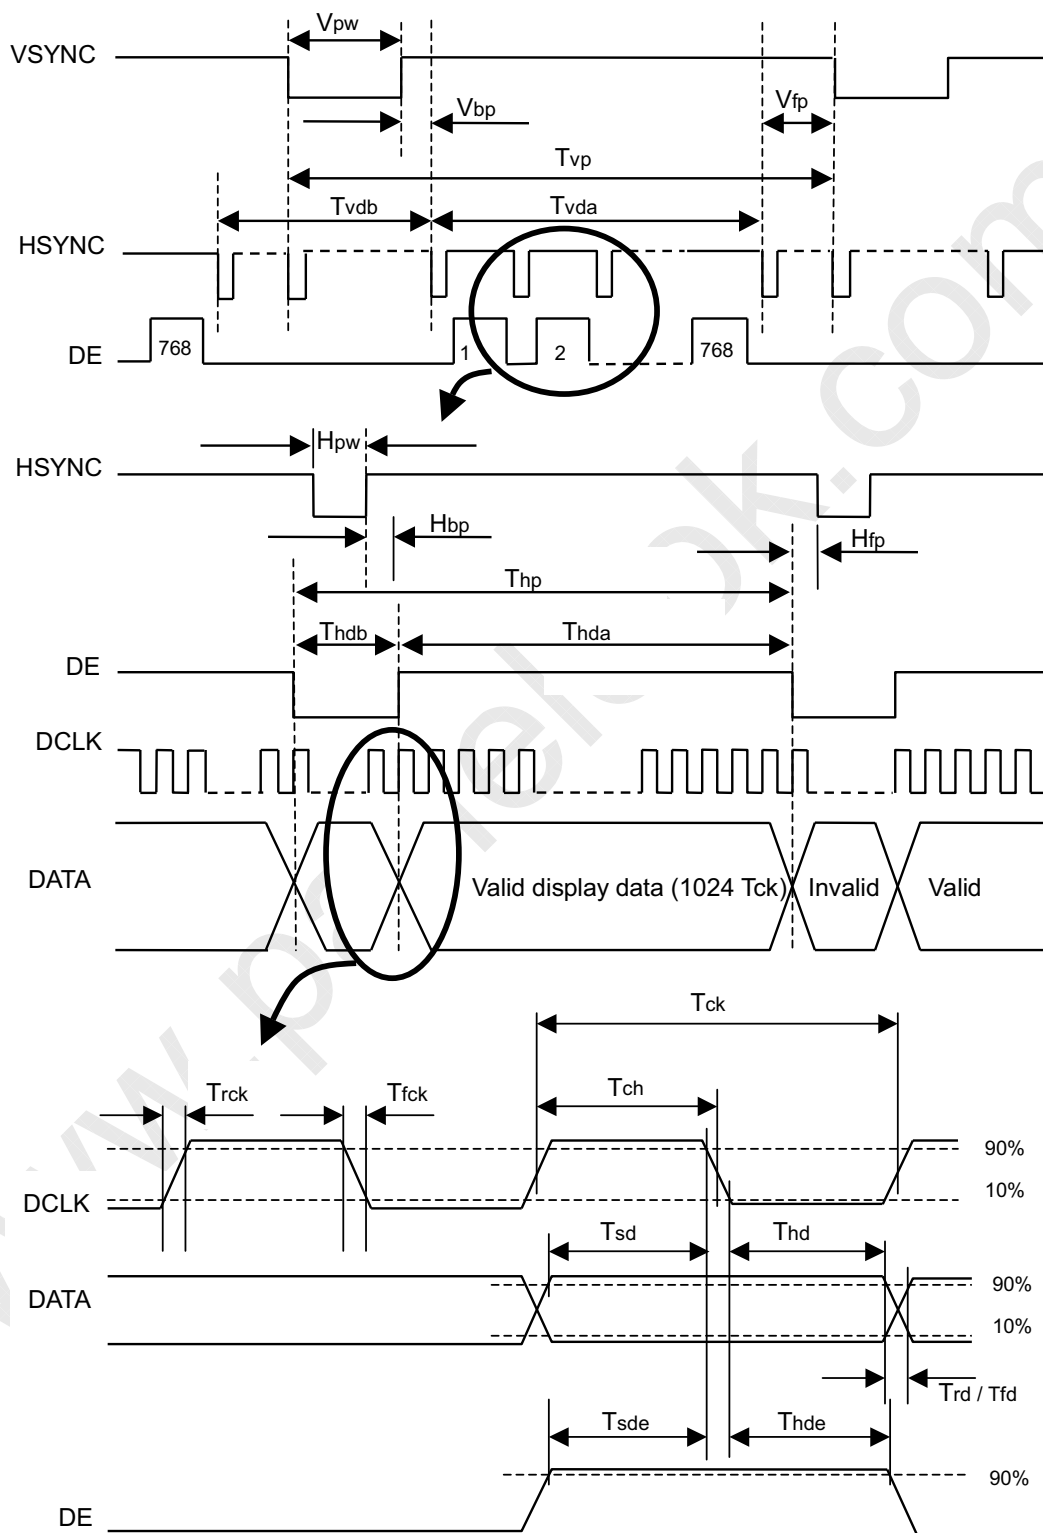 Vpw
VSYNC
Vbp
Vfp
Tvp
Tvdb
Tvda
HSYNC
768
1
2
768
DE
Hpw
HSYNC
Hbp
Hfp
Thp
Thdb
Thda
DE
DCLK
DATA
Valid display data (1024 Tck)
Invalid
Valid
Tck
Trck
Tfck
Tch
90%
10%
DCLK
Tsd
Thd
DATA
90%
10%
Trd / Tfd
Tsde
Thde
90%
DE